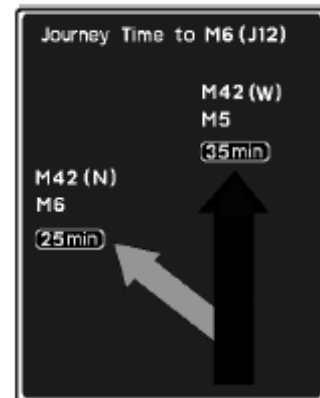 Journey Time to M6 (J12)
M42 (W)
M5
35min
M42 (N)
M6
25min